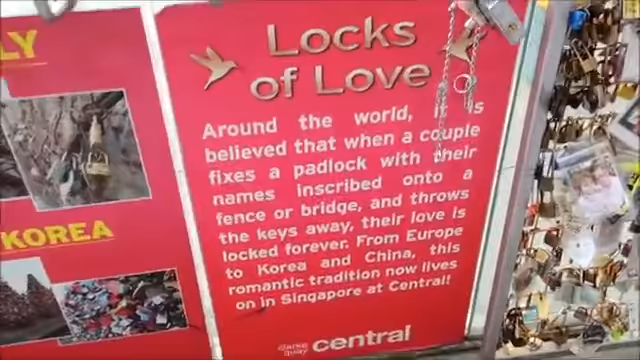 LY
KOREA
Locks
of Love
Around the world, it is
believed that when a couple
fixes a padlock with their
names inscribed onto a
fence or bridge, and throws
the keys away, their love is
locked forever. From Europe
to Korea and China, this
romantic tradition now lives
on in Singapore at Central!
clarke quay central